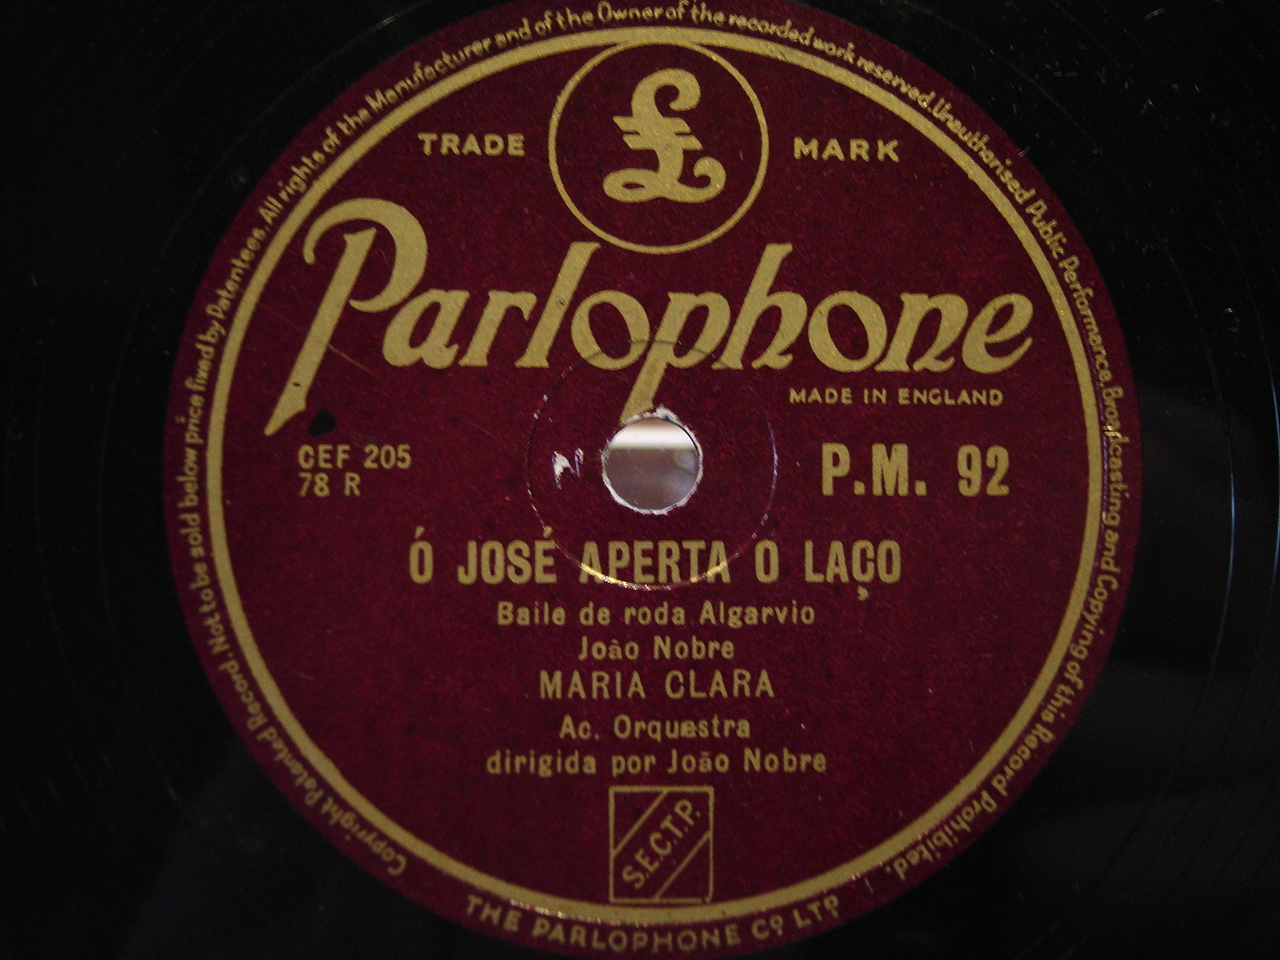 Copyright Patented Record. Not to be sold below price fixed by Patentees. All rights of the Manufacturer and of the Owner of the recorded work reserved. Unauthorised Public Performance, Broadcasting and Copying of this Record Prohibited.
£
TRADE MARK
Parlophone
MADE IN ENGLAND
CEF 205
78 R
P.M. 92
Ó JOSÉ APERTA O LAÇO
Baile de roda Algarvio
João Nobre
MARIA CLARA
Ac. Orquestra
dirigida por João Nobre
S.E.C.T.P.
THE PARLOPHONE Cº LTº